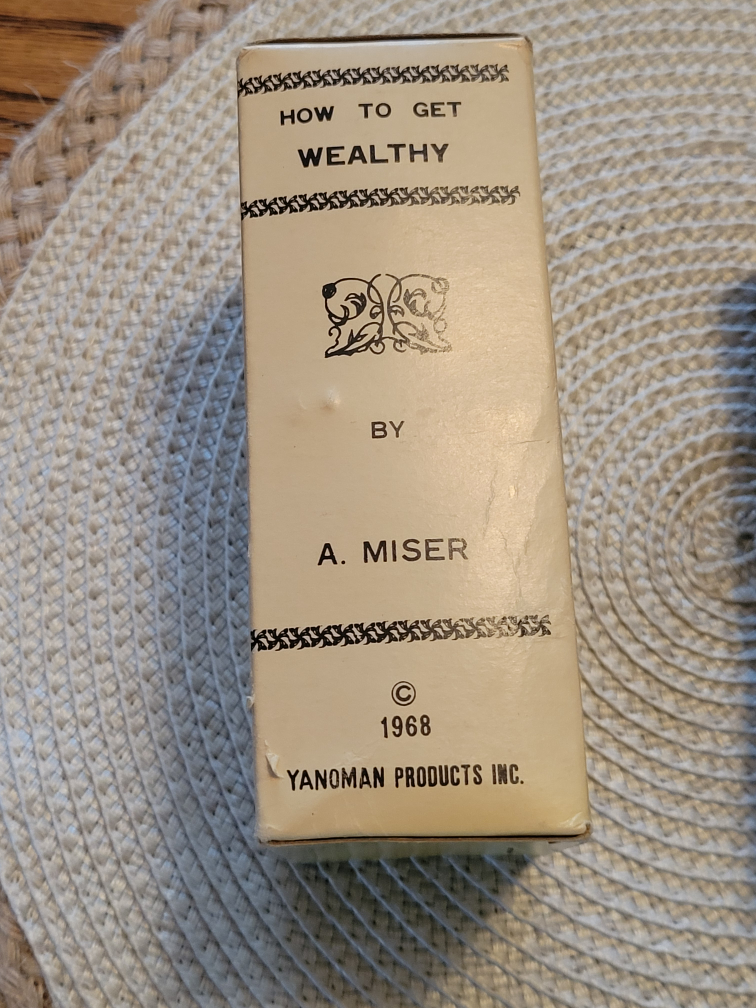 HOW TO GET
WEALTHY
BY
A. MISER
©
1968
YANOMAN PRODUCTS INC.